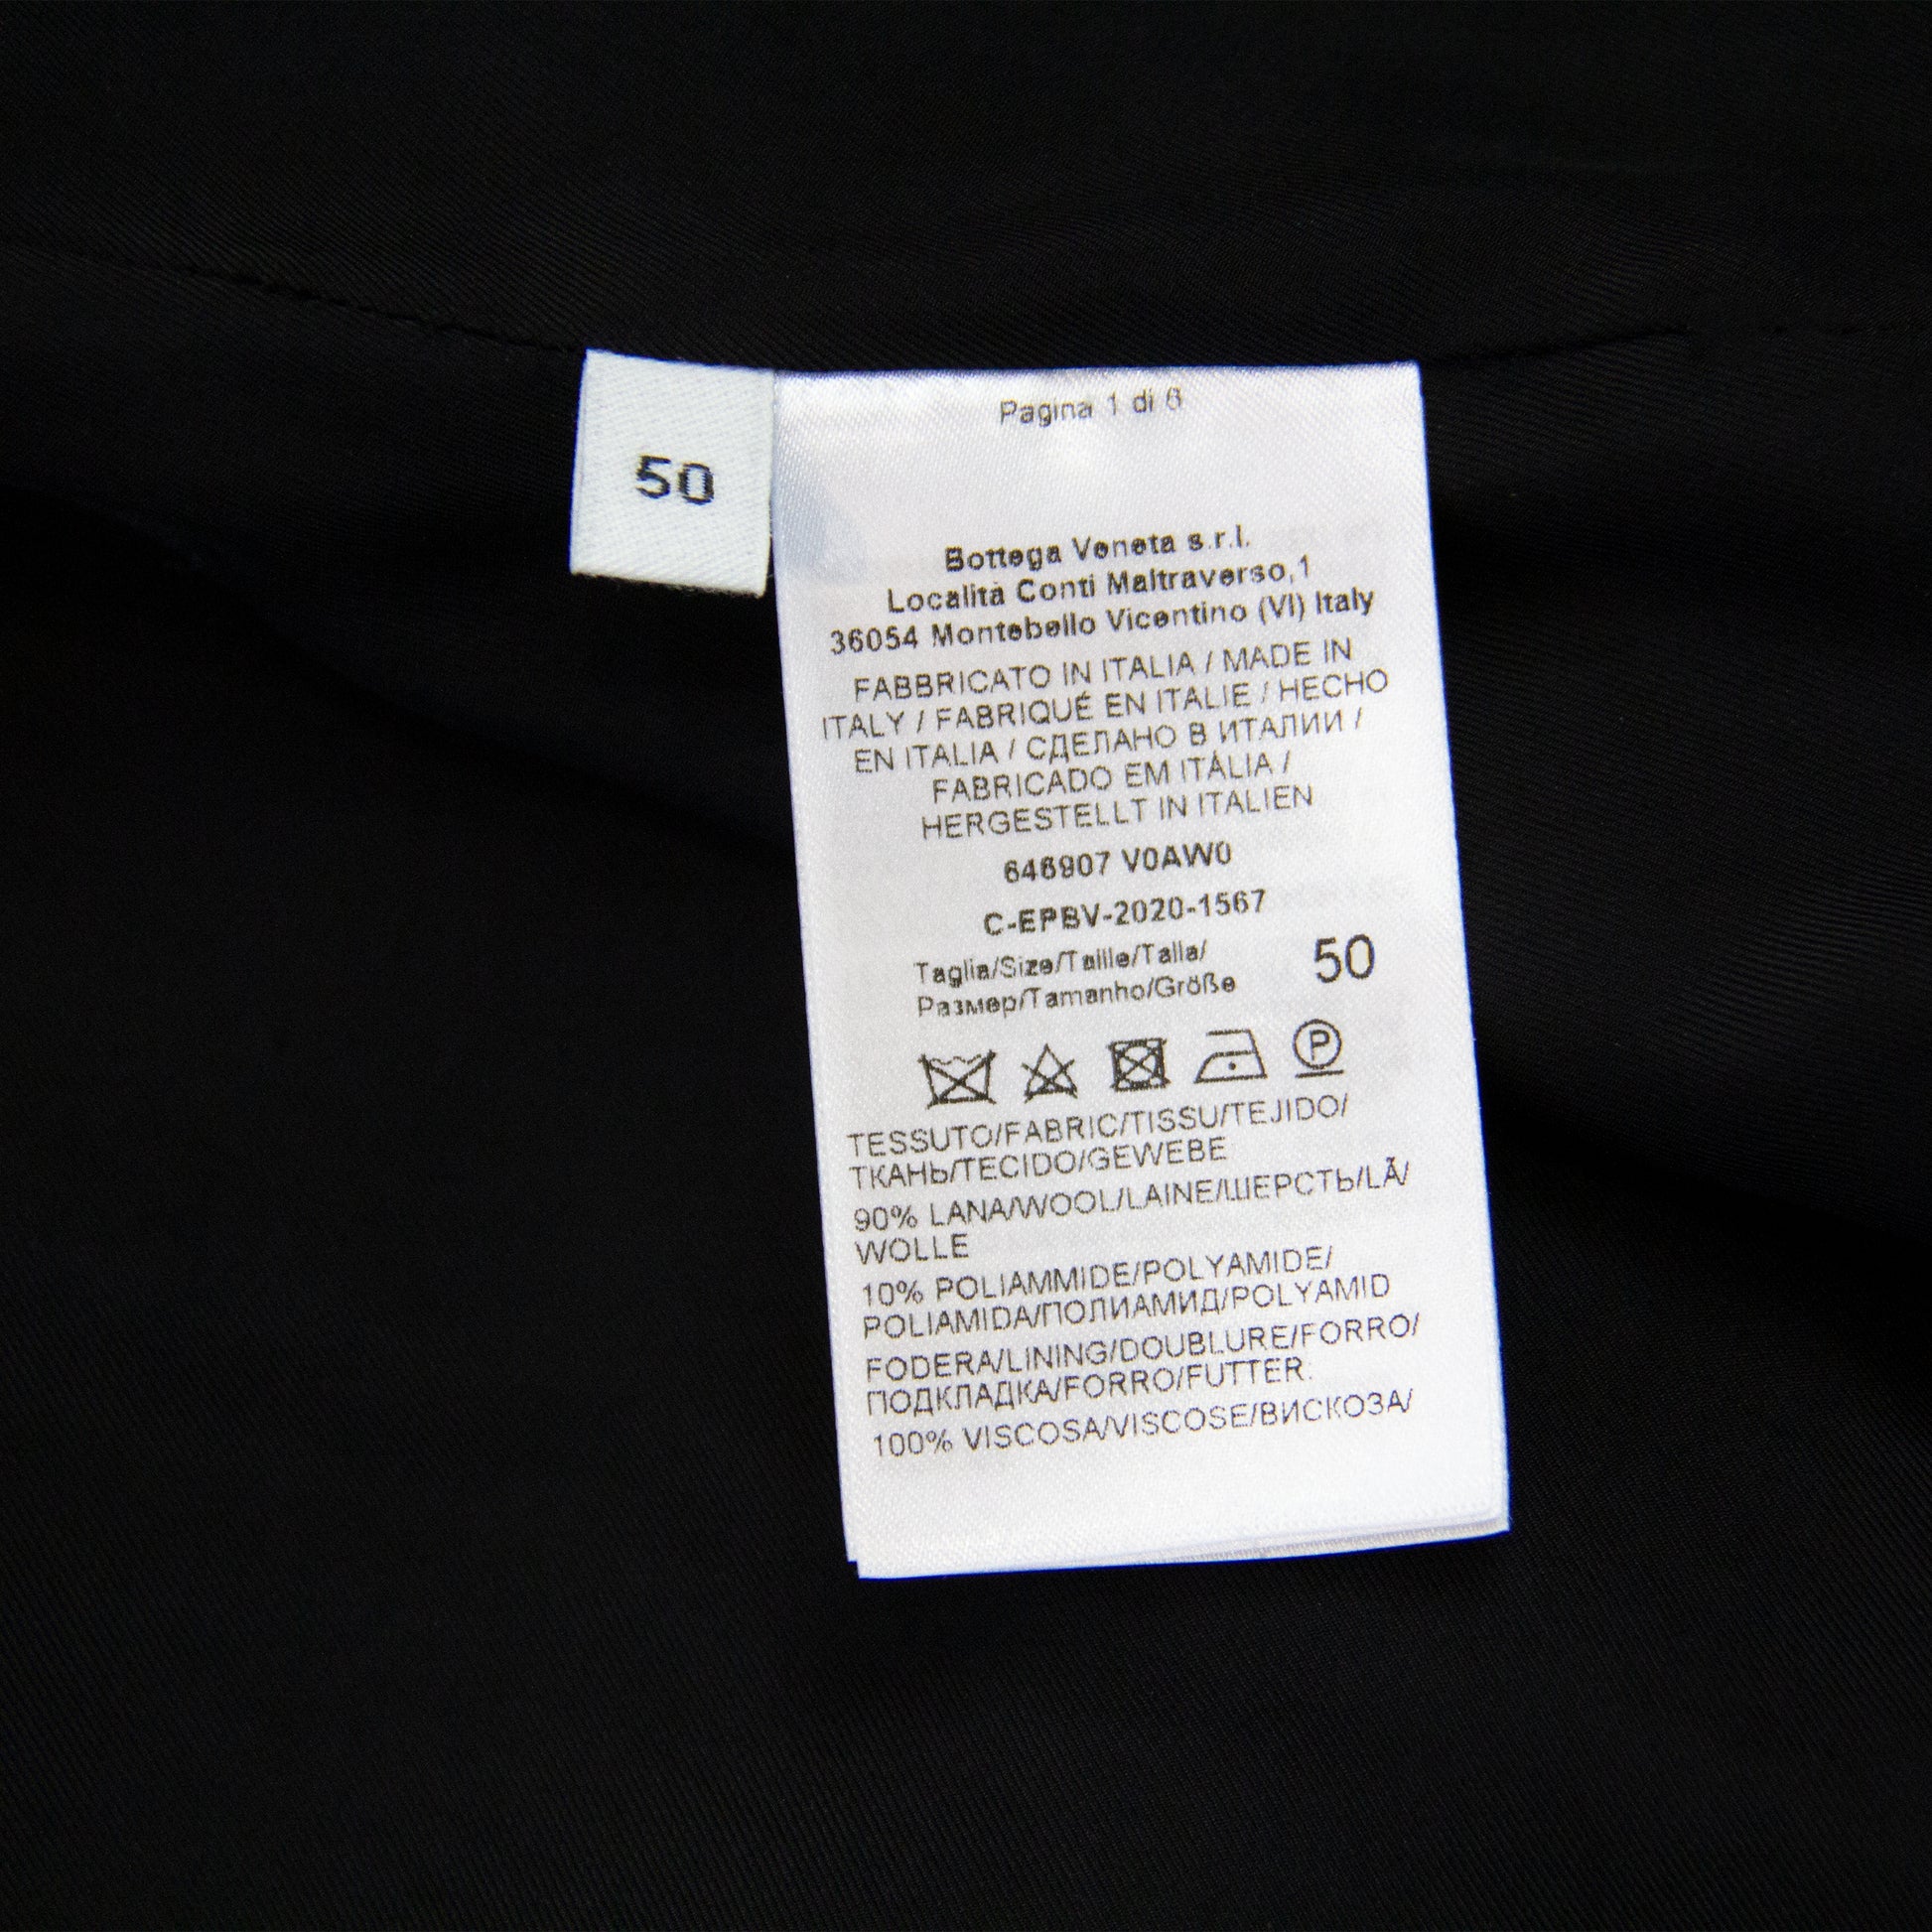 50
Pagina 1 di 6
Bottega Veneta s.r.l.
Località Conti Maltraverso,1
36054 Montebello Vicentino (VI) Italy
FABBRICATO IN ITALIA / MADE IN
ITALY / FABRIQUÉ EN ITALIE / HECHO
EN ITALIA / СДЕЛАНО В ИТАЛИИ /
FABRICADO EM ITÁLIA /
HERGESTELLT IN ITALIEN
646907 V0AW0
C-EPBV-2020-1567
Taglia/Size/Taille/Talla/
Размер/Tamanho/Größe
50
P
TESSUTO/FABRIC/TISSU/TEJIDO/
ТКАНЬ/TECIDO/GEWEBE
90% LANA/WOOL/LAINE/ШЕРСТЬ/LÃ/
WOLLE
10% POLIAMMIDE/POLYAMIDE/
POLIAMIDA/ПОЛИАМИД/POLYAMID
FODERA/LINING/DOUBLURE/FORRO/
ПОДКЛАДКА/FORRO/FUTTER.
100% VISCOSA/VISCOSE/ВИСКОЗА/